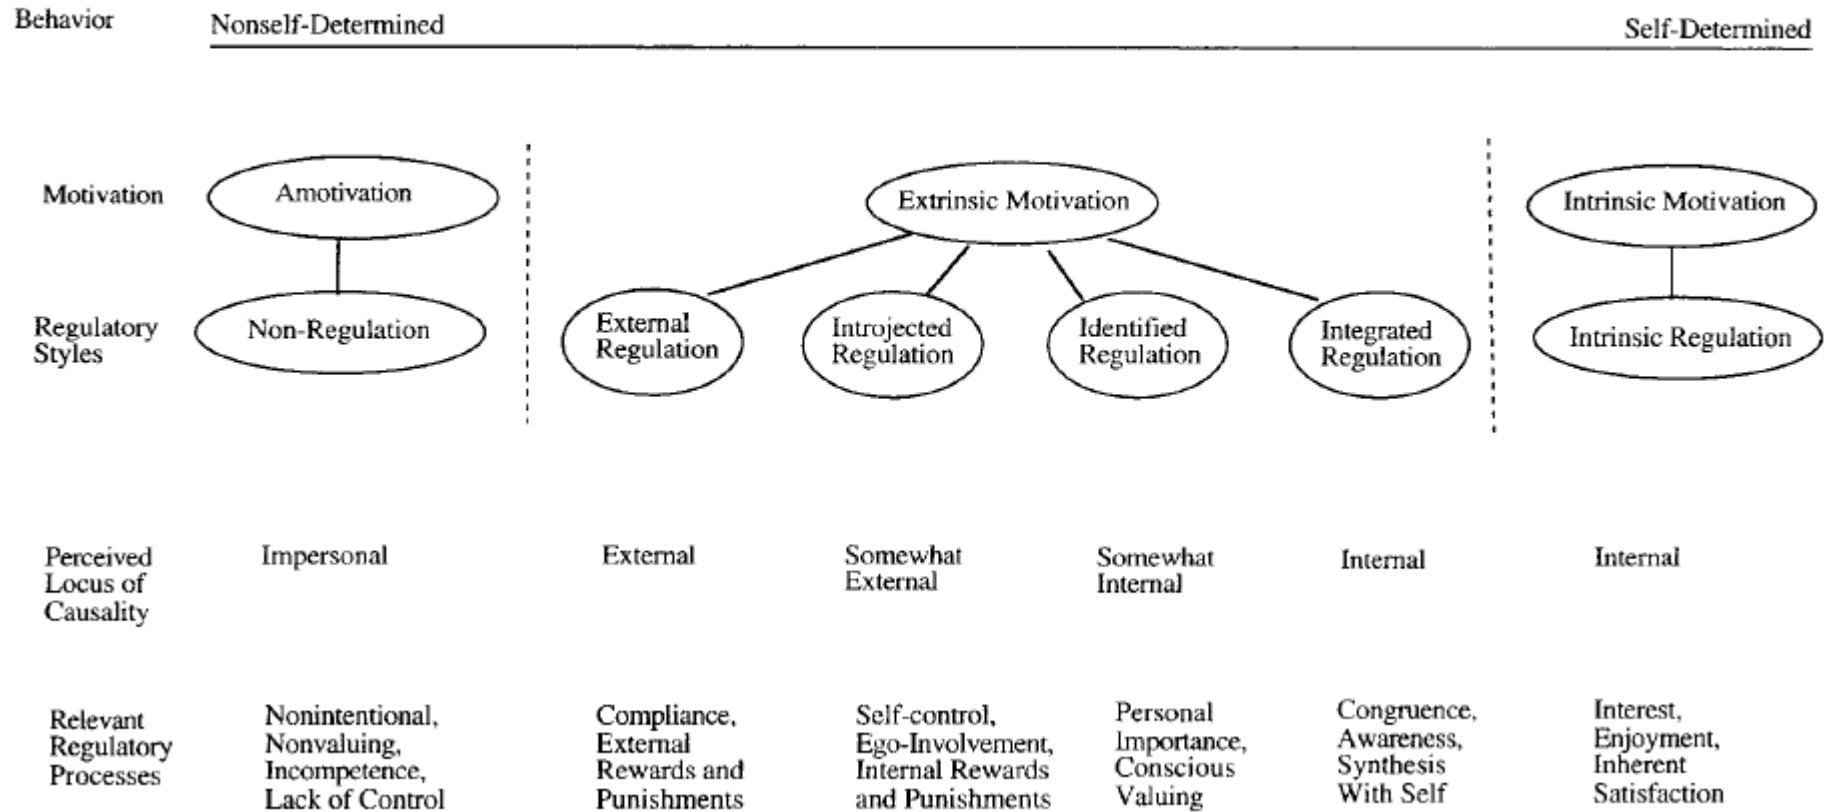 Behavior
Nonself-Determined
Self-Determined
Motivation
Amotivation
Extrinsic Motivation
Intrinsic Motivation
Regulatory
Styles
Non-Regulation
External
Regulation
Introjected
Regulation
Identified
Regulation
Integrated
Regulation
Intrinsic Regulation
Perceived
Locus of
Causality
Impersonal
External
Somewhat
External
Somewhat
Internal
Internal
Internal
Relevant
Regulatory
Processes
Nonintentional,
Nonvaluing,
Incompetence,
Lack of Control
Compliance,
External
Rewards and
Punishments
Self-control,
Ego-Involvement,
Internal Rewards
and Punishments
Personal
Importance,
Conscious
Valuing
Congruence,
Awareness,
Synthesis
With Self
Interest,
Enjoyment,
Inherent
Satisfaction